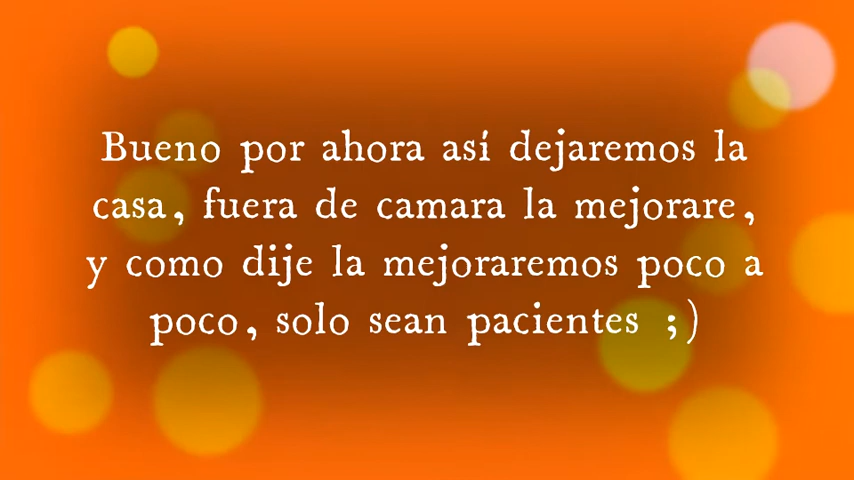 Bueno por ahora así dejaremos la
casa, fuera de camara la mejorare,
y como dije la mejoraremos poco a
poco, solo sean pacientes ;)